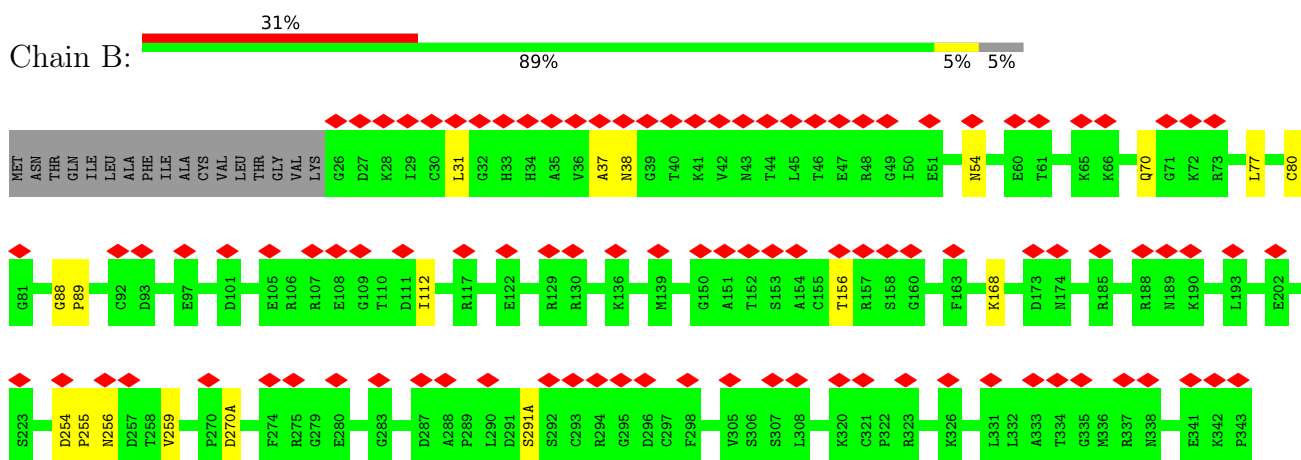 31%
Chain B:
89% 5% 5%
MET ASN THR GLN ILE LEU ALA PHE ILE ALA CYS VAL LEU THR GLY VAL LYS G26 D27 K28 I29 C30 L31 G32 H33 H34 A35 V36 A37 N38 G39 T40 K41 V42 N43 T44 L45 T46 E47 R48 G49 I50 E51 N54 E60 T61 K65 K66 Q70 G71 K72 R73 L77 C80
G81 G88 P89 C92 D93 E97 D101 E105 R106 R107 E108 G109 T110 D111 I112 R117 E122 R129 R130 K136 M139 G150 A151 T152 S153 A154 C155 T156 R157 S158 G160 F163 K168 D173 N174 R185 R188 N189 K190 L193 E202
S223 D254 P255 N256 D257 T258 V259 P270 D270A F274 R275 G279 E280 G283 D287 A288 P289 L290 D291 S291A S292 C293 R294 G295 D296 C297 F298 V305 S306 S307 L308 K320 C321 P322 R323 K326 L331 L332 A333 T334 G335 M336 R337 N338 E341 K342 P343